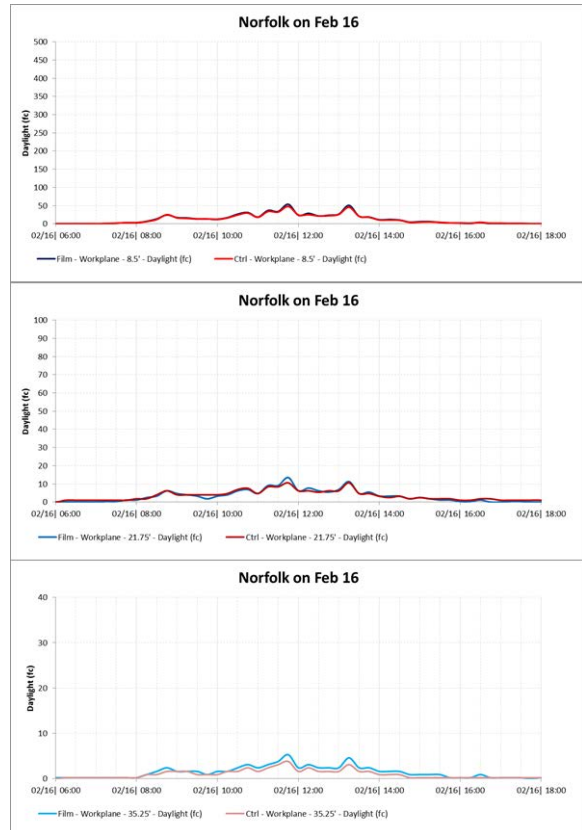 Norfolk on Feb 16
500
450
400
350
300
250
200
150
100
50
0
Daylight (fc)
02/16| 06:00 02/16| 08:00 02/16| 10:00 02/16| 12:00 02/16| 14:00 02/16| 16:00 02/16| 18:00
Film - Workplane - 8.5' - Daylight (fc) Ctrl - Workplane - 8.5' - Daylight (fc)
Norfolk on Feb 16
100
90
80
70
60
50
40
30
20
10
0
Daylight (fc)
02/16| 06:00 02/16| 08:00 02/16| 10:00 02/16| 12:00 02/16| 14:00 02/16| 16:00 02/16| 18:00
Film - Workplane - 21.75' - Daylight (fc) Ctrl - Workplane - 21.75' - Daylight (fc)
Norfolk on Feb 16
40
30
20
10
0
Daylight (fc)
02/16| 06:00 02/16| 08:00 02/16| 10:00 02/16| 12:00 02/16| 14:00 02/16| 16:00 02/16| 18:00
Film - Workplane - 35.25' - Daylight (fc) Ctrl - Workplane - 35.25' - Daylight (fc)